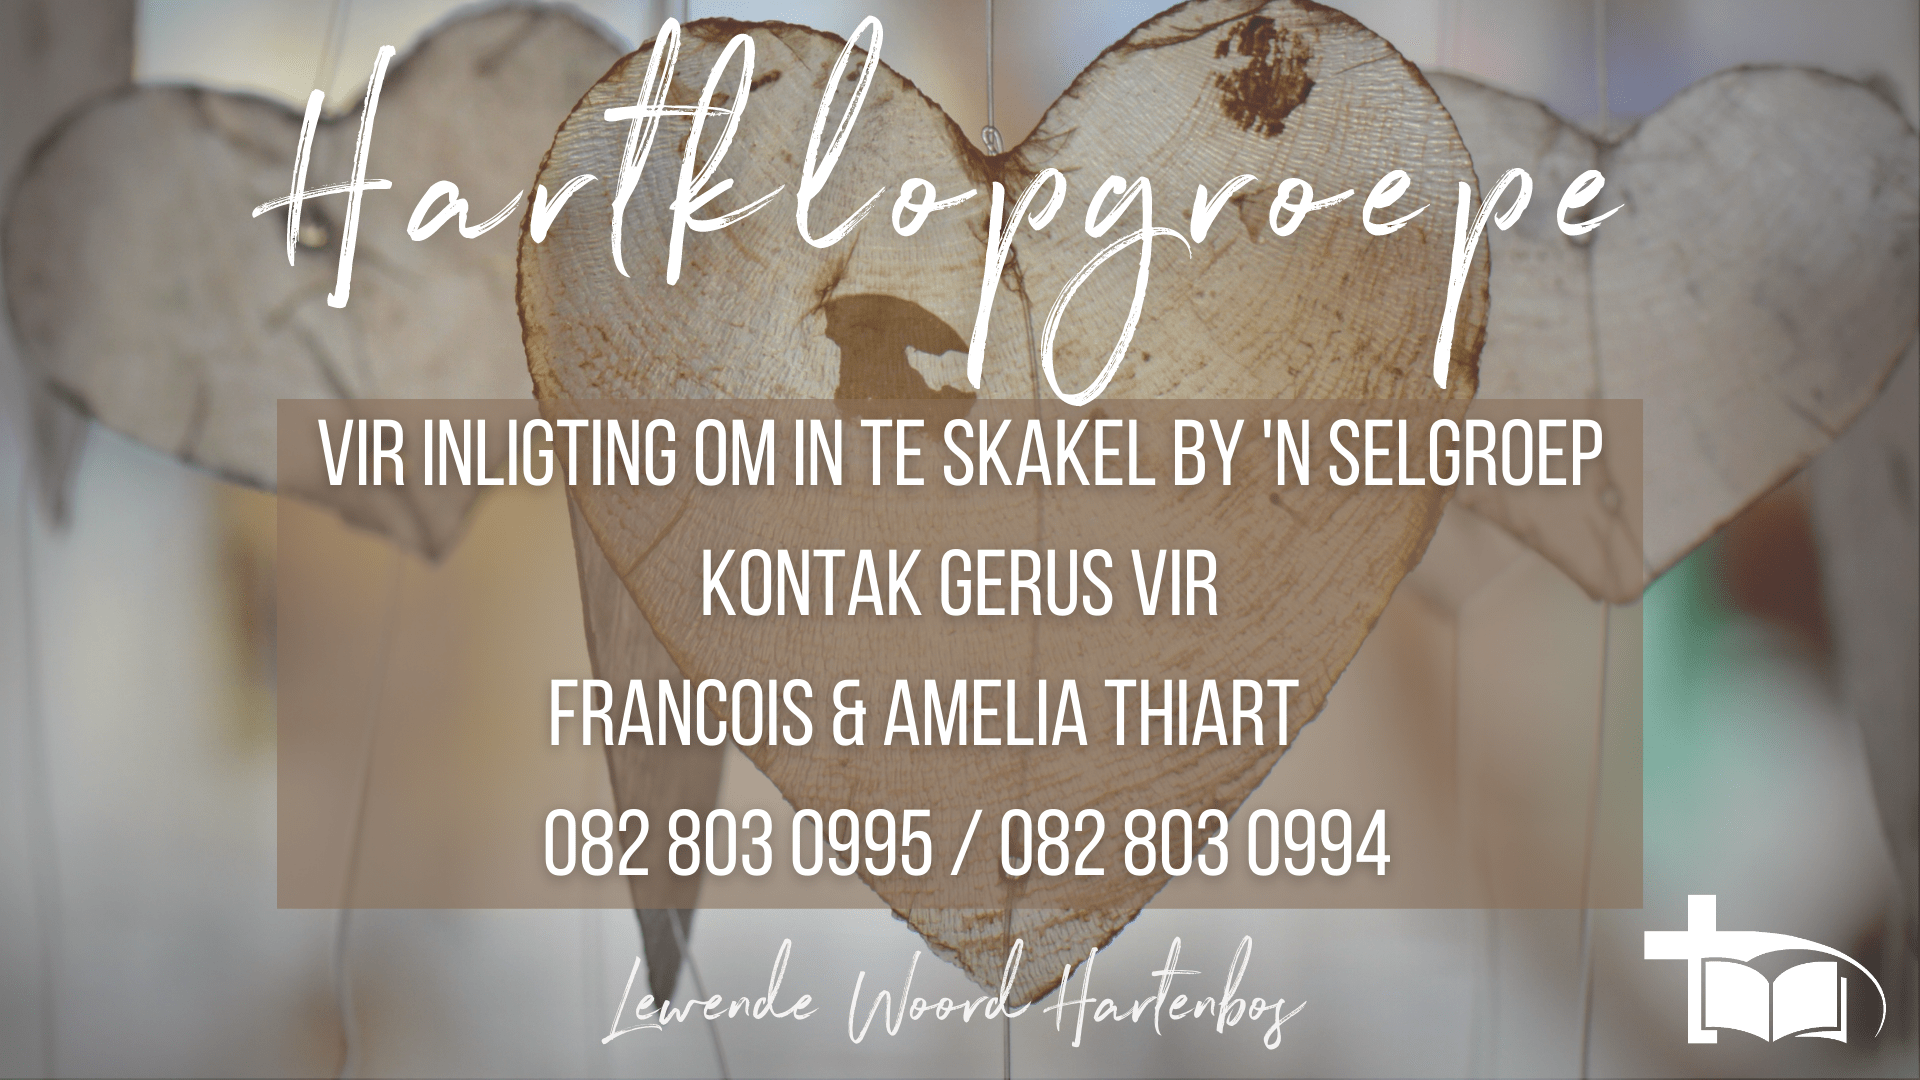 Hartklopgroepe
VIR INLIGTING OM IN TE SKAKEL BY 'N SELGROEP
KONTAK GERUS VIR
FRANCOIS & AMELIA THIART
082 803 0995 / 082 803 0994
Lewende Woord Hartenbos